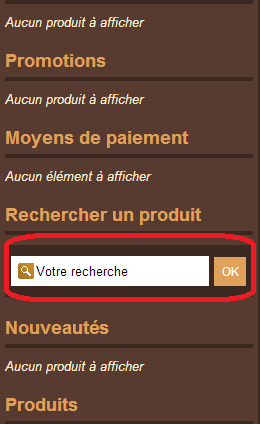 Aucun produit à afficher
Promotions
Aucun produit à afficher
Moyens de paiement
Aucun élément à afficher
Rechercher un produit
Votre recherche OK
Nouveautés
Aucun produit à afficher
Produits